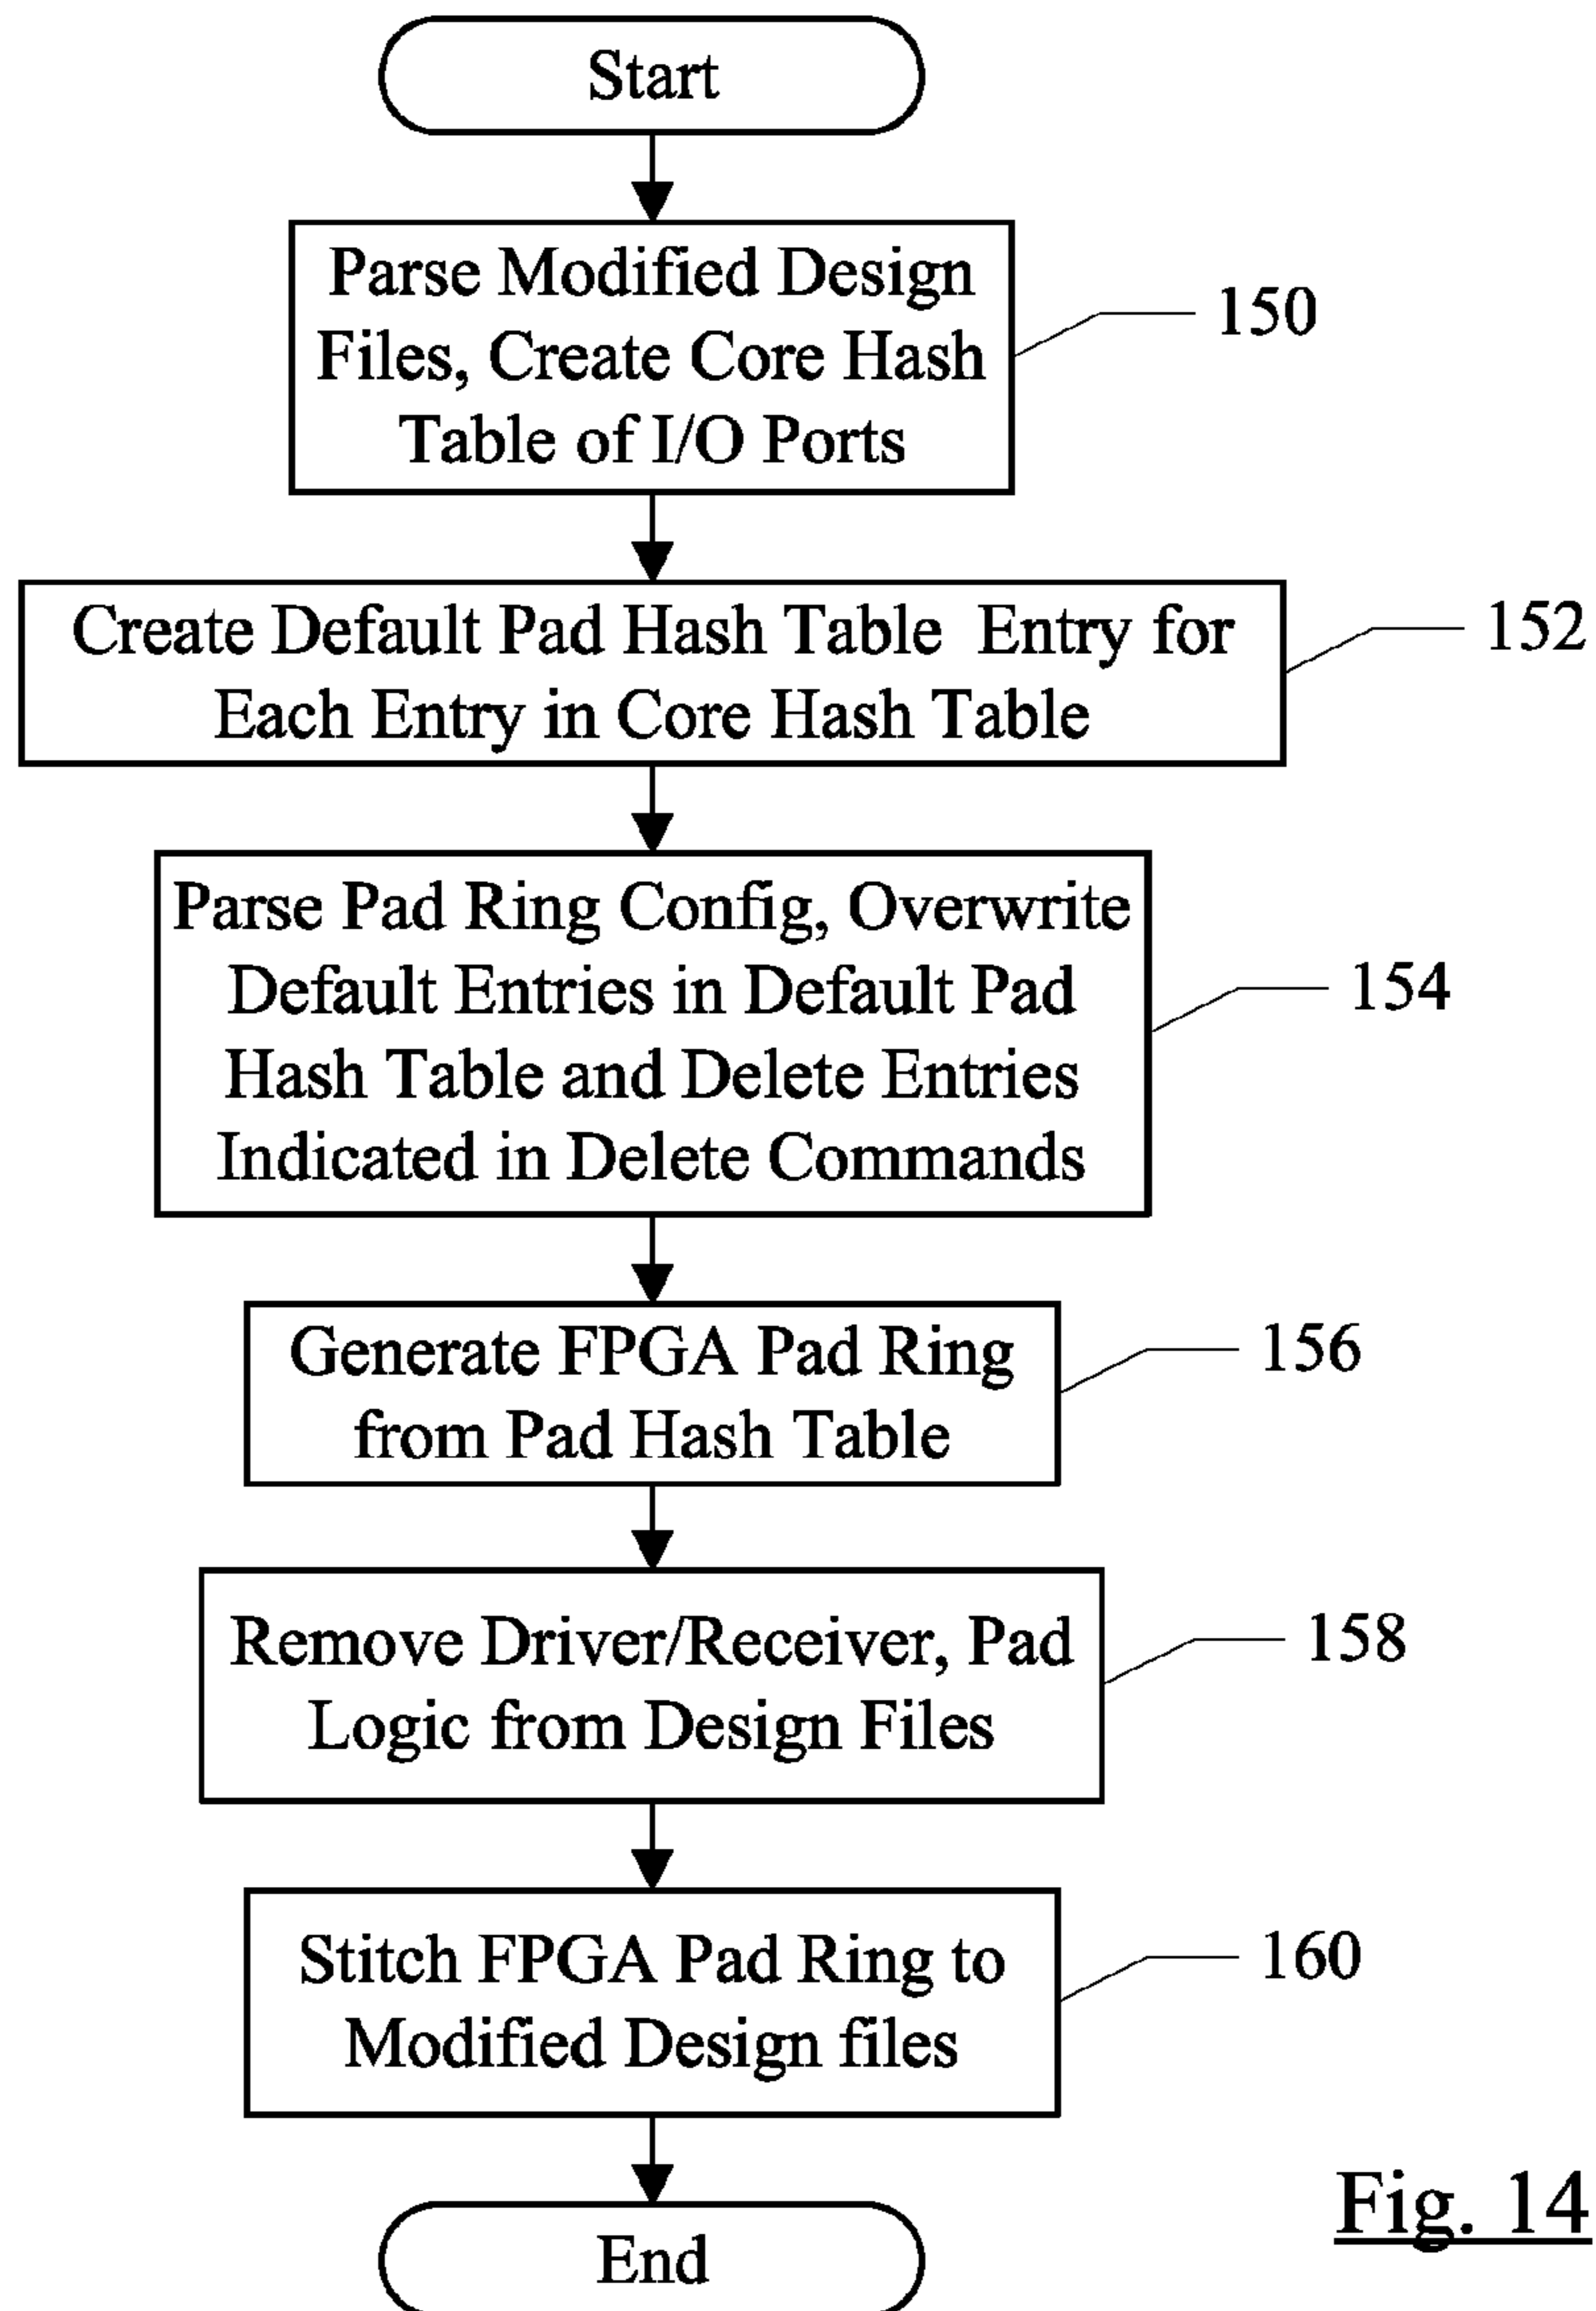 Start
Parse Modified Design
Files, Create Core Hash
Table of I/O Ports
150
Create Default Pad Hash Table Entry for
Each Entry in Core Hash Table
152
Parse Pad Ring Config, Overwrite
Default Entries in Default Pad
Hash Table and Delete Entries
Indicated in Delete Commands
154
Generate FPGA Pad Ring
from Pad Hash Table
156
Remove Driver/Receiver, Pad
Logic from Design Files
158
Stitch FPGA Pad Ring to
Modified Design files
160
End
Fig. 14